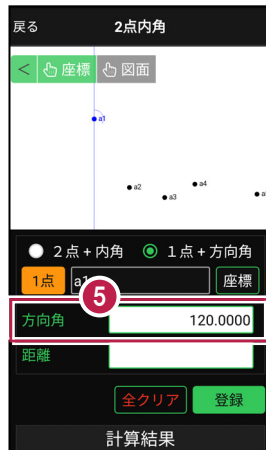 戻る 2点内角
< 座標 図面
a1
a2 a3 a4 a
2点+内角 1点+方向角
1点 a1 座標
5
方向角 120.0000
距離
全クリア 登録
計算結果